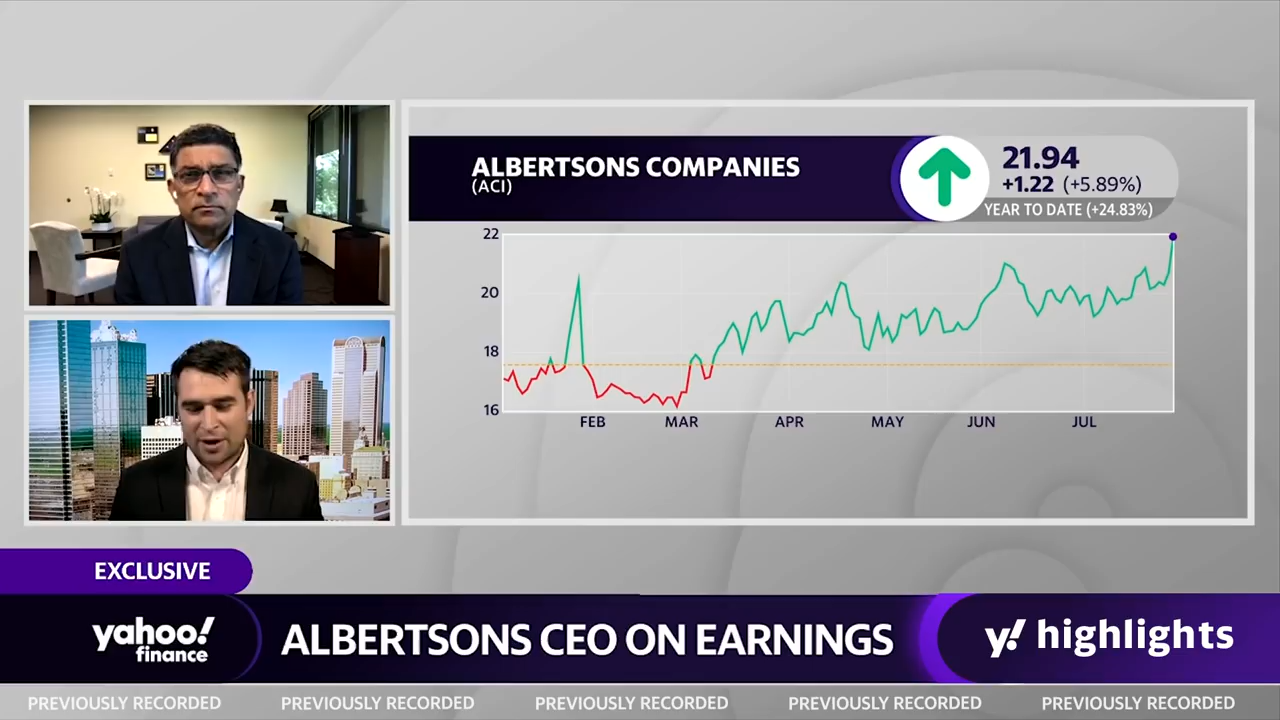 ALBERTSONS COMPANIES
(ACI)
21.94
+1.22 (+5.89%)
YEAR TO DATE (+24.83%)
22
20
18
16
FEB MAR APR MAY JUN JUL
EXCLUSIVE
yahoo!
finance
ALBERTSONS CEO ON EARNINGS
y! highlights
PREVIOUSLY RECORDED PREVIOUSLY RECORDED PREVIOUSLY RECORDED PREVIOUSLY RECORDED PREVIOUSLY RECORDED